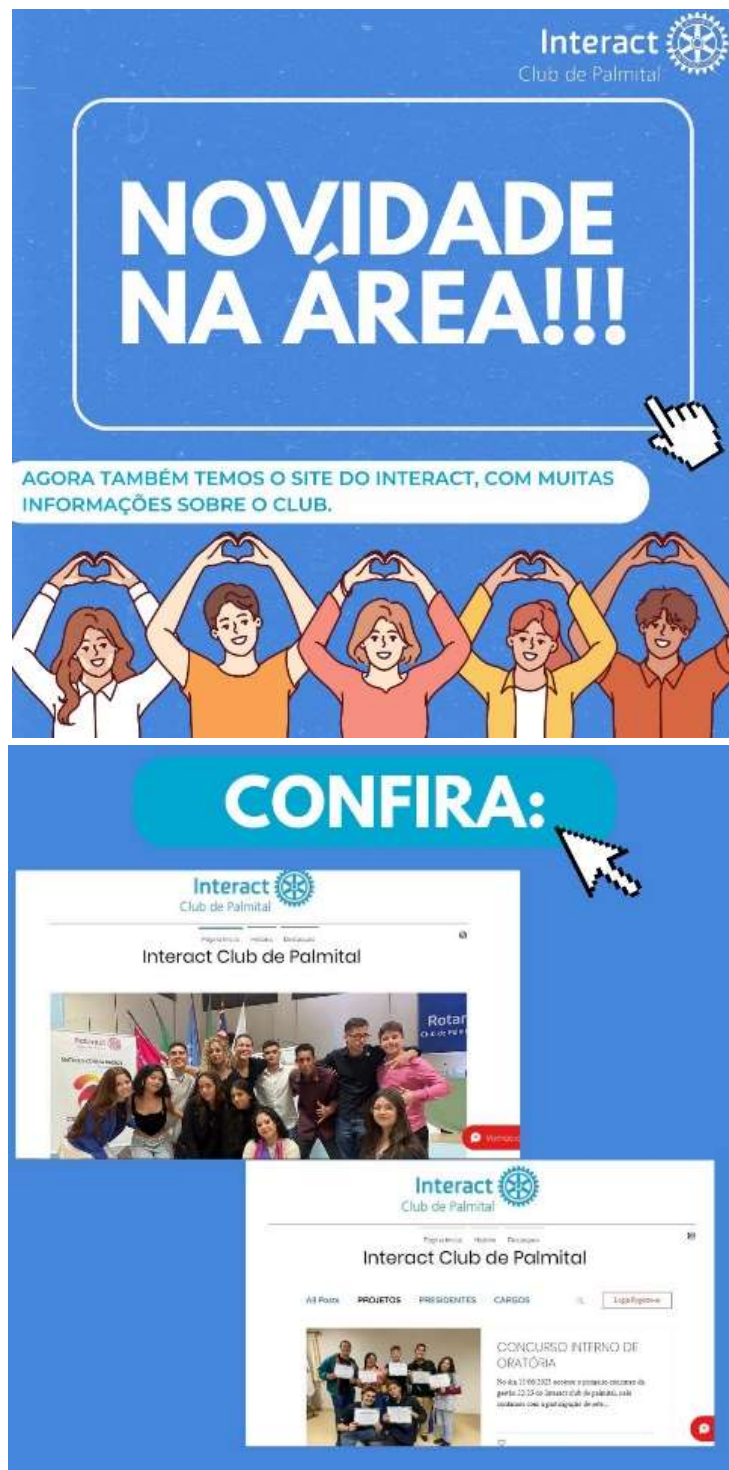 Interact
Club de Palmital
NOVIDADE
NA ÁREA!!!
AGORA TAMBÉM TEMOS O SITE DO INTERACT, COM MUITAS
INFORMAÇÕES SOBRE O CLUB.
CONFIRA:
Interact
Club de Palmital
Interact Club de Palmital
Rotaract
Interact
Club de Palmital
Interact Club de Palmital
All Posts PROJETOS PRESIDENTES CARGOS
CONCURSO INTERNO DE
ORATÓRIA